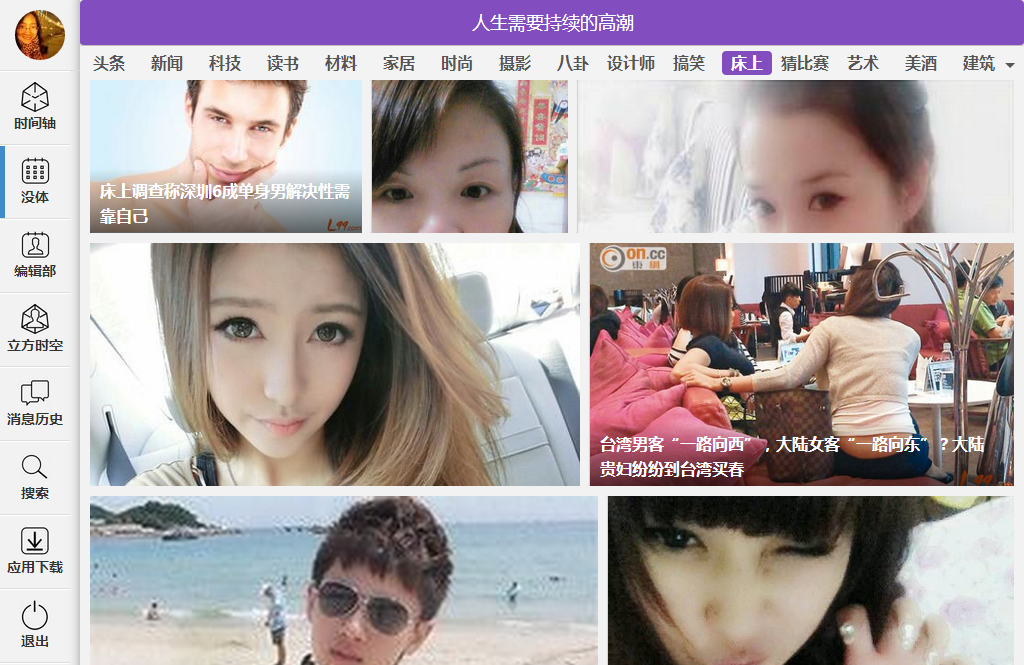 人生需要持续的高潮
头条 新闻 科技 读书 材料 家居 时尚 摄影 八卦 设计师 搞笑 床上 猜比赛 艺术 美酒 建筑
时间轴
没体
编辑部
立方时空
消息历史
搜索
应用下载
退出
床上调查称深圳6成单身男解决性需
靠自己
L99.com
on.cc
東網
台湾男客“一路向西”，大陆女客“一路向东”？大陆
贵妇纷纷到台湾买春